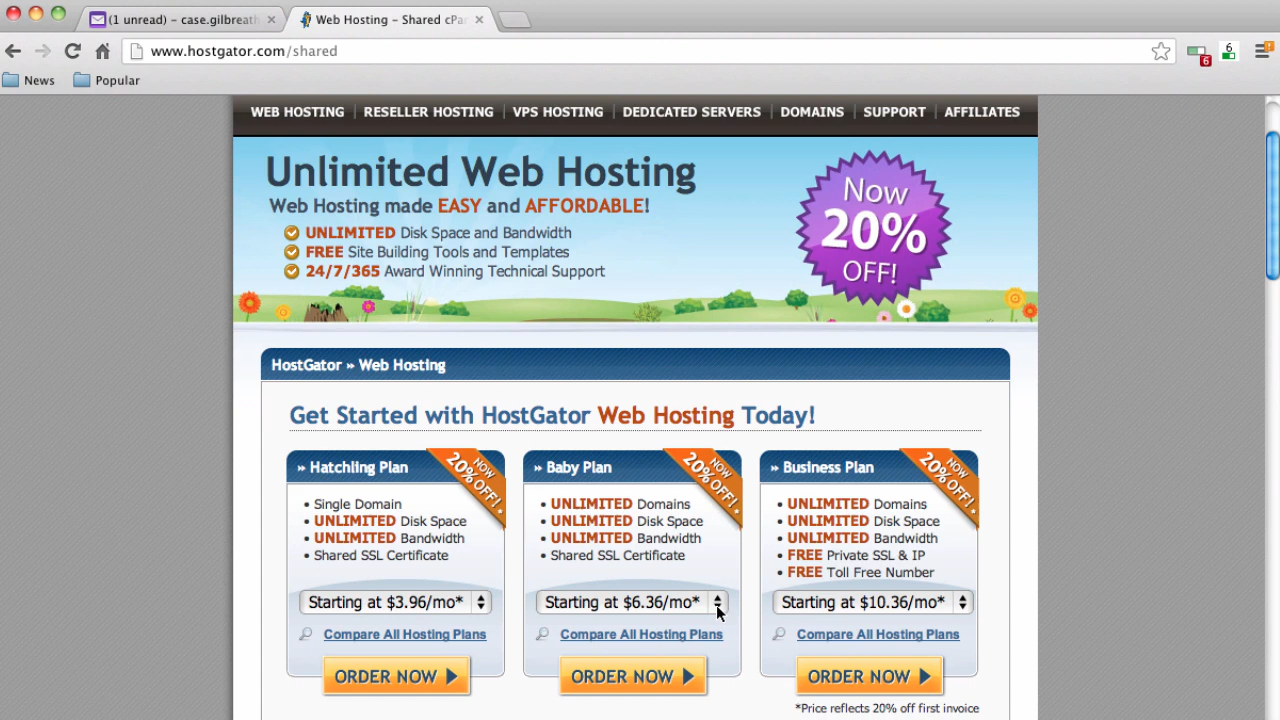 (1 unread) – case.gilbreath
Web Hosting – Shared cPa
www.hostgator.com/shared
6
6
News
Popular
WEB HOSTING
RESELLER HOSTING
VPS HOSTING
DEDICATED SERVERS
DOMAINS
SUPPORT
AFFILIATES
Unlimited Web Hosting
Web Hosting made EASY and AFFORDABLE!
UNLIMITED Disk Space and Bandwidth
FREE Site Building Tools and Templates
24/7/365 Award Winning Technical Support
Now
20%
OFF!
HostGator » Web Hosting
Get Started with HostGator Web Hosting Today!
» Hatchling Plan
NOW
20% OFF!*
• Single Domain
• UNLIMITED Disk Space
• UNLIMITED Bandwidth
• Shared SSL Certificate
Starting at $3.96/mo*
Compare All Hosting Plans
ORDER NOW
» Baby Plan
NOW
20% OFF!*
• UNLIMITED Domains
• UNLIMITED Disk Space
• UNLIMITED Bandwidth
• Shared SSL Certificate
Starting at $6.36/mo*
Compare All Hosting Plans
ORDER NOW
» Business Plan
NOW
20% OFF!*
• UNLIMITED Domains
• UNLIMITED Disk Space
• UNLIMITED Bandwidth
• FREE Private SSL & IP
• FREE Toll Free Number
Starting at $10.36/mo*
Compare All Hosting Plans
ORDER NOW
*Price reflects 20% off first invoice